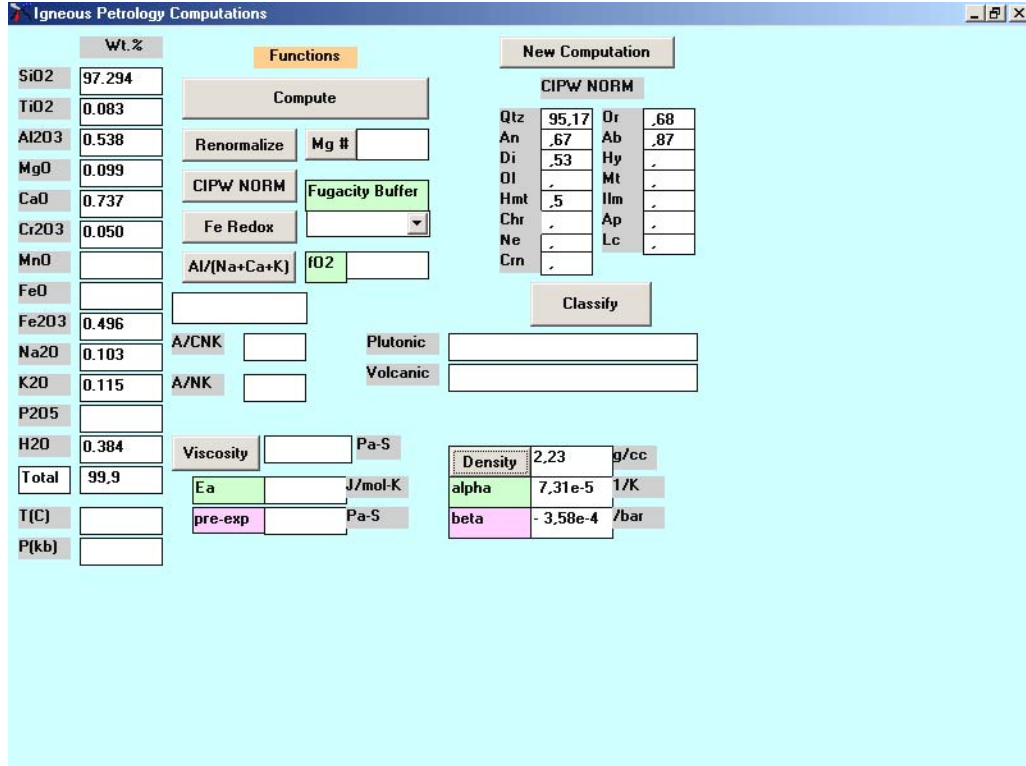 Igneous Petrology Computations
Wt.%
SiO2 97.294
TiO2 0.083
Al2O3 0.538
MgO 0.099
CaO 0.737
Cr2O3 0.050
MnO
FeO
Fe2O3 0.496
Na2O 0.103
K2O 0.115
P2O5
H2O 0.384
Total 99,9
T(C)
P(kb)
Functions
Compute
Renormalize Mg #
CIPW NORM Fugacity Buffer
Fe Redox
Al/(Na+Ca+K) fO2
A/CNK
A/NK
New Computation
CIPW NORM
Qtz 95,17 Or ,68
An ,67 Ab ,87
Di ,53 Hy ,
Ol , Mt ,
Hmt ,5 Ilm ,
Chr , Ap ,
Ne , Lc ,
Crn ,
Classify
Plutonic
Volcanic
Viscosity Pa-S
Ea J/mol-K
pre-exp Pa-S
Density 2,23 g/cc
alpha 7,31e-5 1/K
beta - 3,58e-4 /bar